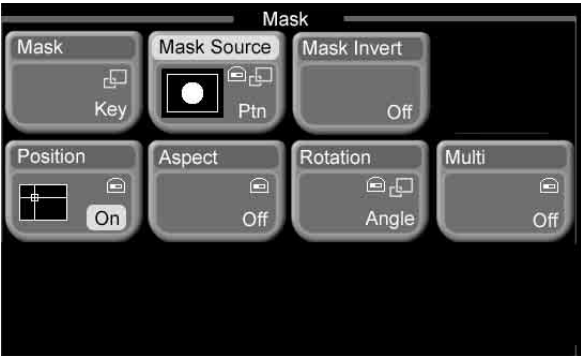 Mask
Mask
Key
Mask Source
Ptn
Mask Invert
Off
Position
On
Aspect
Off
Rotation
Angle
Multi
Off